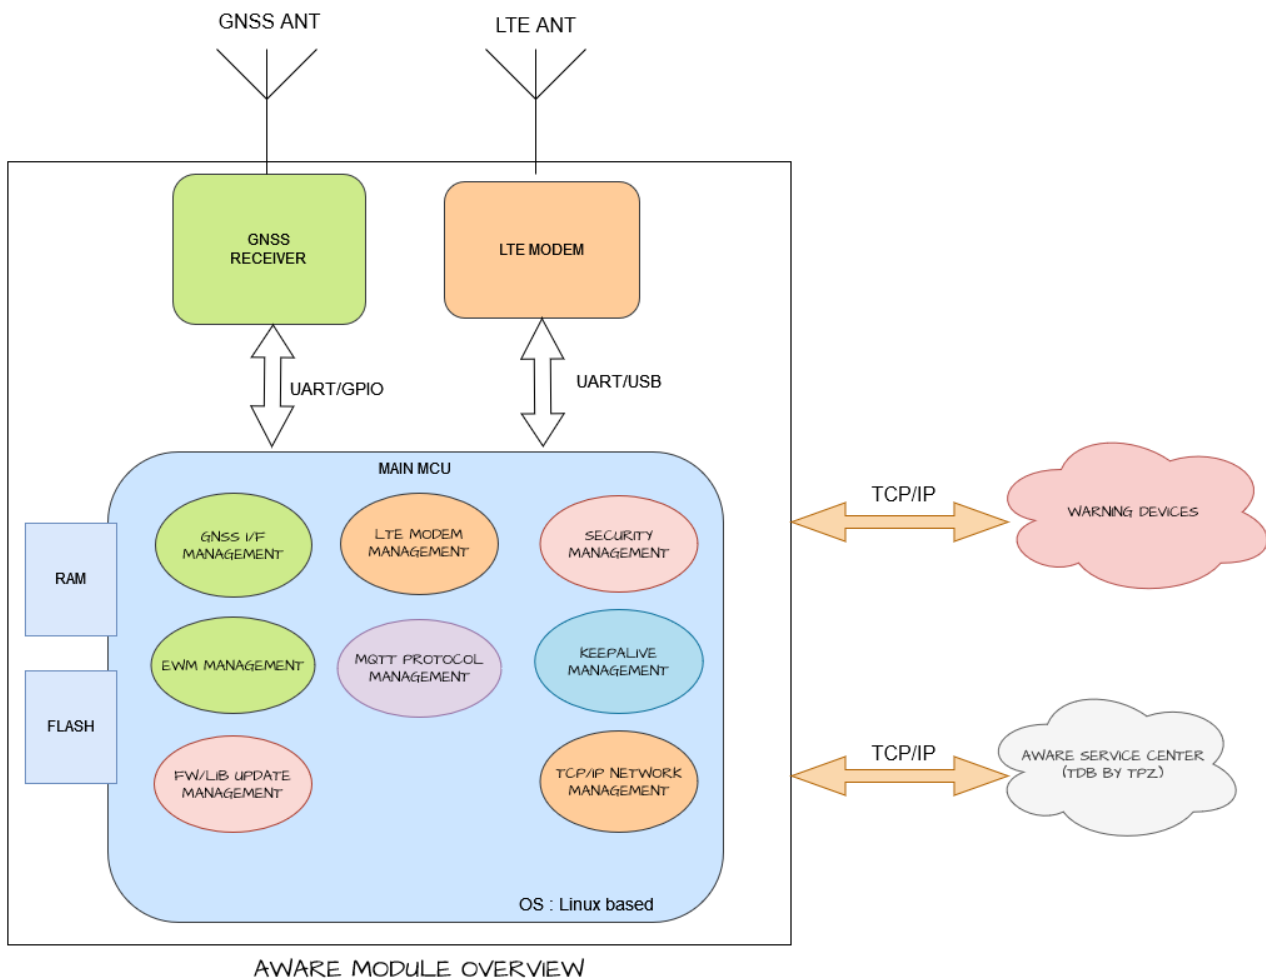 GNSS ANT
LTE ANT
GNSS
RECEIVER
LTE MODEM
UART/GPIO
UART/USB
MAIN MCU
GNSS I/F
MANAGEMENT
LTE MODEM
MANAGEMENT
SECURITY
MANAGEMENT
RAM
EWM MANAGEMENT
MQTT PROTOCOL
MANAGEMENT
KEEPALIVE
MANAGEMENT
FLASH
FW/LIB UPDATE
MANAGEMENT
TCP/IP NETWORK
MANAGEMENT
OS : Linux based
TCP/IP
WARNING DEVICES
TCP/IP
AWARE SERVICE CENTER
(TDB BY TPZ)
AWARE MODULE OVERVIEW